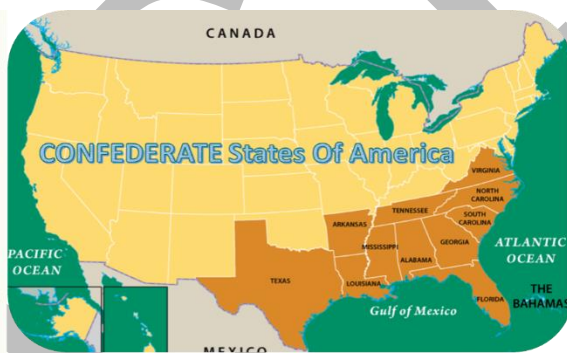 CANADA
CONFEDERATE States Of America
VIRGINIA
NORTH
CAROLINA
TENNESSEE
ARKANSAS
SOUTH
CAROLINA
MISSISSIPPI
GEORGIA
ALABAMA
ATLANTIC
OCEAN
PACIFIC
OCEAN
TEXAS
LOUISIANA
THE
BAHAMAS
FLORIDA
Gulf of Mexico
MEXICO